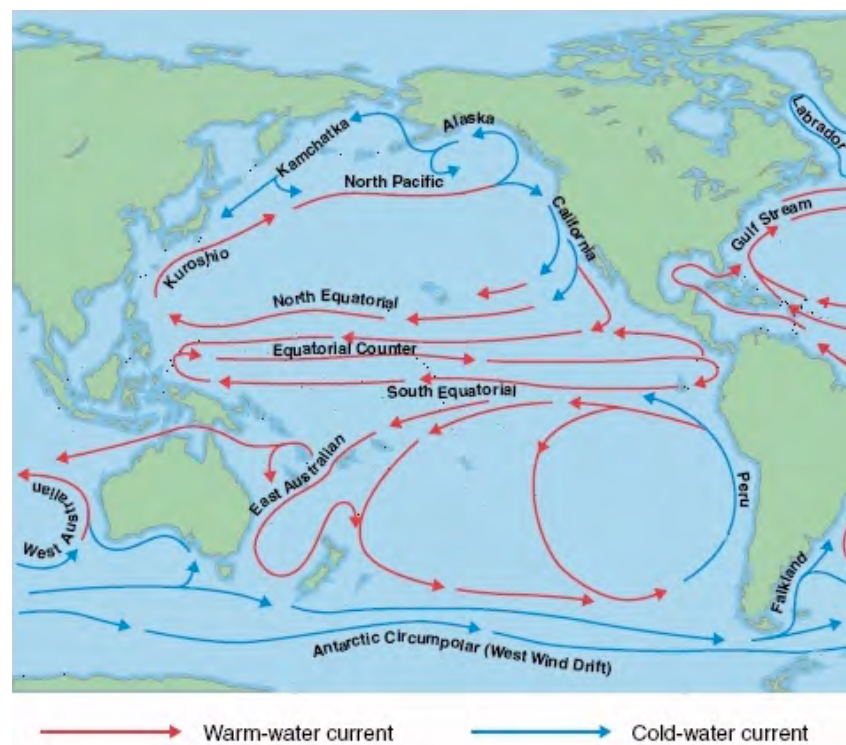 Labrador
Alaska
Kamchatka
North Pacific
California
Gulf Stream
Kuroshio
North Equatorial
Equatorial Counter
South Equatorial
East Australian
West Australian
Peru
Falkland
Antarctic Circumpolar (West Wind Drift)
Warm-water current
Cold-water current